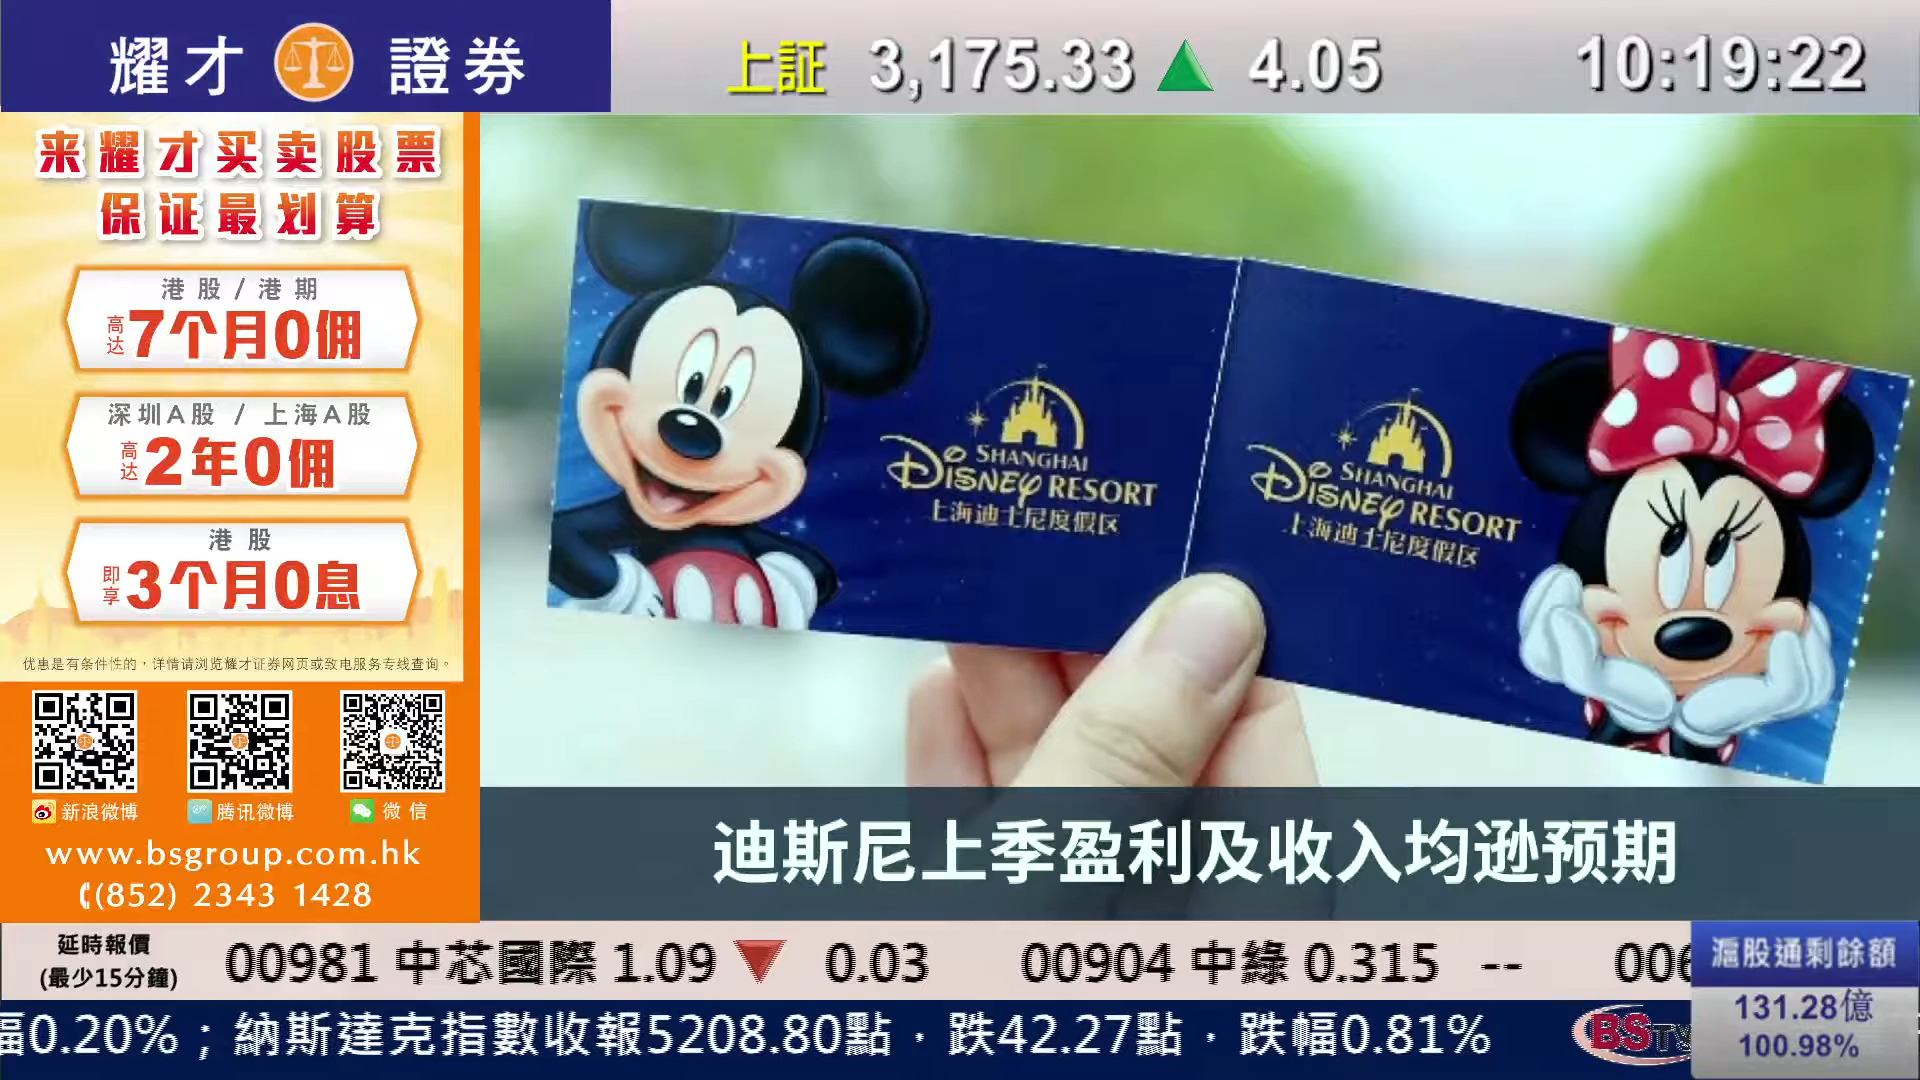 耀才 證券
上証 3,175.33 ▲ 4.05 10:19:22
来耀才买卖股票
保证最划算
港股 / 港期
高达 7个月0佣
深圳A股 / 上海A股
高达 2年0佣
港股
即享 3个月0息
优惠是有条件性的，详情请浏览耀才证券网页或致电服务专线查询。
新浪微博 腾讯微博 微信
www.bsgroup.com.hk
(852) 2343 1428
SHANGHAI
DISNEY RESORT
上海迪士尼度假区
SHANGHAI
DISNEY RESORT
上海迪士尼度假区
迪斯尼上季盈利及收入均逊预期
延時報價
(最少15分鐘)
00981 中芯國際 1.09 ▼ 0.03 00904 中綠 0.315 -- 006
滬股通剩餘額
131.28億
100.98%
幅0.20%；納斯達克指數收報5208.80點，跌42.27點，跌幅0.81%
BSTV